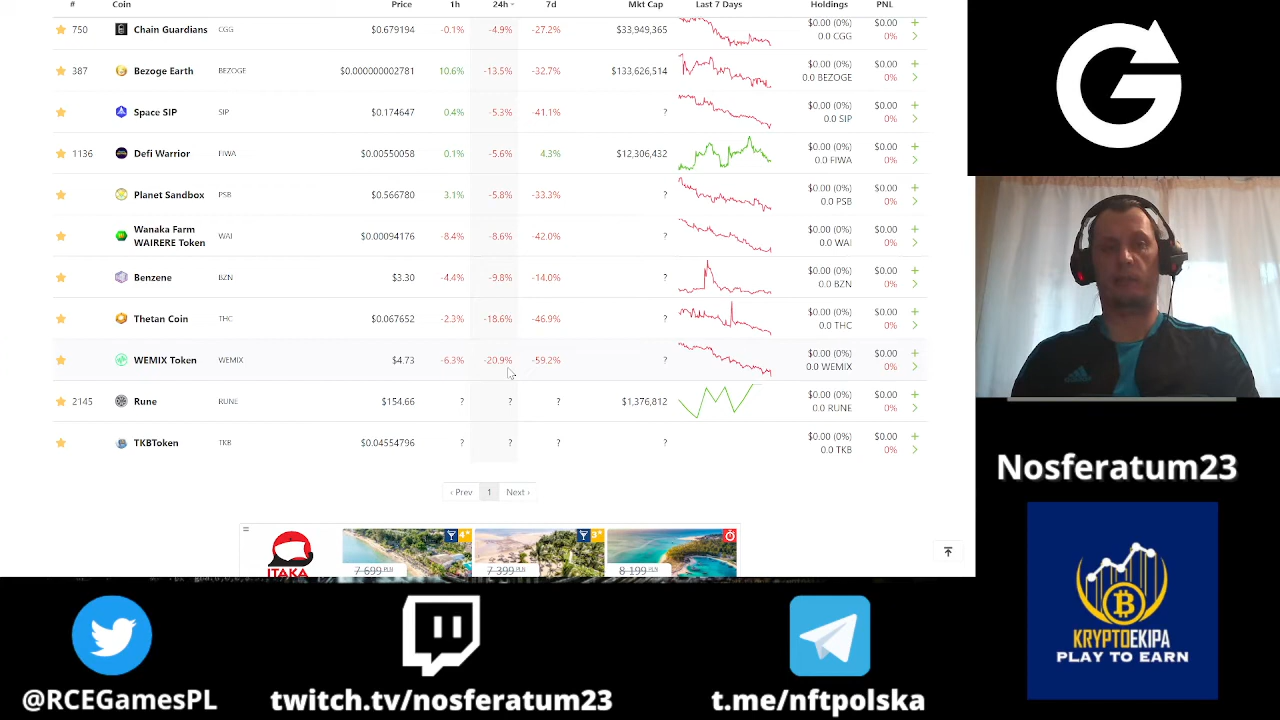 # Coin Price 1h 24h 7d Mkt Cap Last 7 Days Holdings PNL
750 Chain Guardians CGG $0.679194 -0.1% -4.9% -27.2% $33,949,365 $0.00 (0%) $0.00 +
0.0 CGG 0% >
387 Bezoge Earth BEZOGE $0.000000002781 10.6% -13.5% -32.7% $133,626,514 $0.00 (0%) $0.00 +
0.0 BEZOGE 0% >
Space SIP SIP $0.174647 0.4% -5.3% -41.1% ? $0.00 (0%) $0.00 +
0.0 SIP 0% >
1136 Defi Warrior FIWA $0.00550058 0.1% -5.6% 4.3% $12,306,432 $0.00 (0%) $0.00 +
0.0 FIWA 0% >
Planet Sandbox PSB $0.566780 3.1% -5.8% -33.3% ? $0.00 (0%) $0.00 +
0.0 PSB 0% >
Wanaka Farm WAI $0.00094176 -8.4% -8.6% -42.0% ? $0.00 (0%) $0.00 +
WAIRERE Token 0.0 WAI 0% >
Benzene BZN $3.30 -4.4% -9.8% -14.0% ? $0.00 (0%) $0.00 +
0.0 BZN 0% >
Thetan Coin THC $0.067652 -2.3% -18.6% -46.9% ? $0.00 (0%) $0.00 +
0.0 THC 0% >
WEMIX Token WEMIX $4.73 -6.3% -20.9% -59.2% ? $0.00 (0%) $0.00 +
0.0 WEMIX 0% >
2145 Rune RUNE $154.66 ? ? ? $1,376,812 $0.00 (0%) $0.00 +
0.0 RUNE 0% >
TKBToken TKB $0.04554796 ? ? ? ? $0.00 (0%) $0.00 +
0.0 TKB 0% >
‹ Prev 1 Next ›
4* 3*
ITAKA 7 699 PLN 7 399 PLN 8 199 PLN
Nosferatum23
KRYPTOEKIPA
PLAY TO EARN
@RCEGamesPL twitch.tv/nosferatum23 t.me/nftpolska